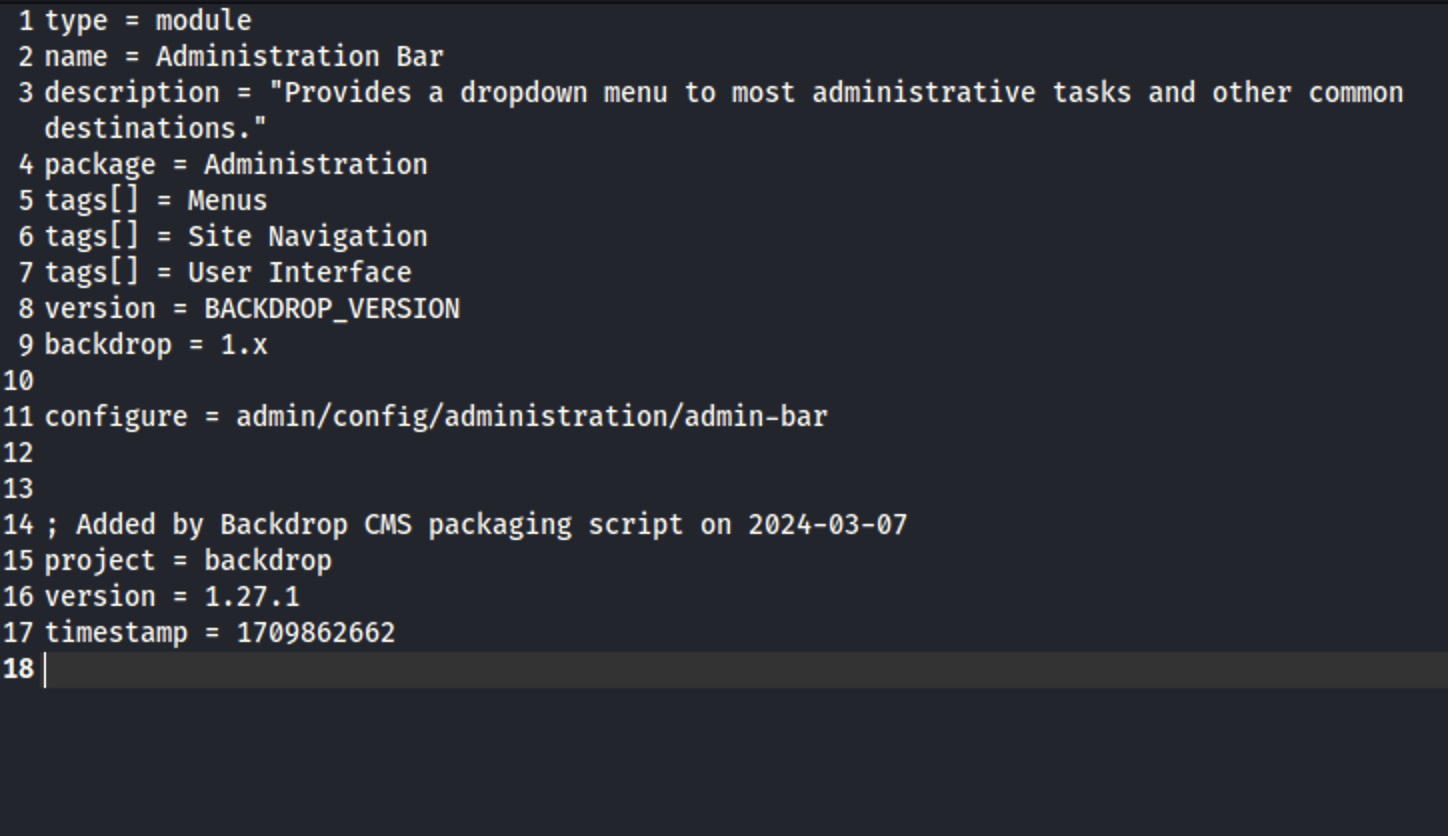 1 type = module
2 name = Administration Bar
3 description = "Provides a dropdown menu to most administrative tasks and other common
destinations."
4 package = Administration
5 tags[] = Menus
6 tags[] = Site Navigation
7 tags[] = User Interface
8 version = BACKDROP_VERSION
9 backdrop = 1.x
10
11 configure = admin/config/administration/admin-bar
12
13
14 ; Added by Backdrop CMS packaging script on 2024-03-07
15 project = backdrop
16 version = 1.27.1
17 timestamp = 1709862662
18